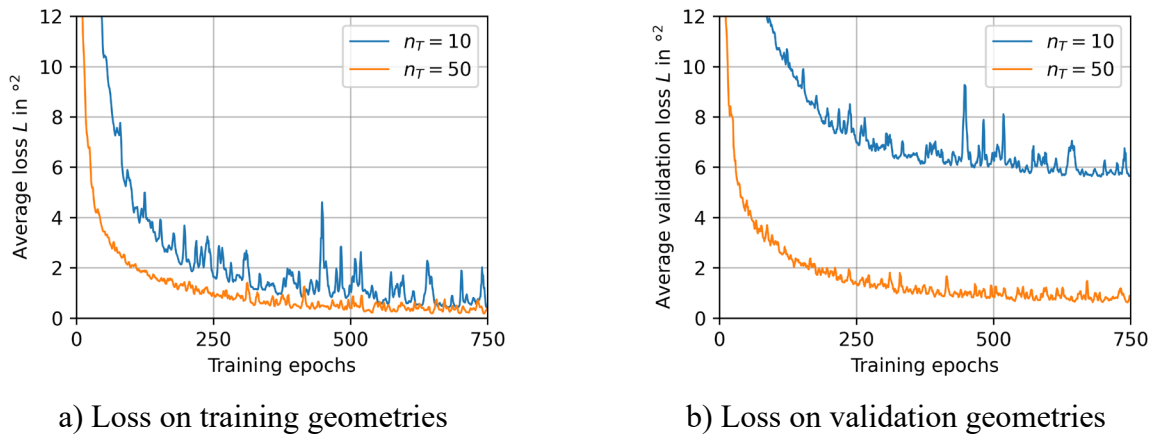 12
10
8
6
4
2
0
Average loss L in °²
n_T = 10
n_T = 50
0 250 500 750
Training epochs
a) Loss on training geometries
12
10
8
6
4
2
0
Average validation loss L in °²
n_T = 10
n_T = 50
0 250 500 750
Training epochs
b) Loss on validation geometries